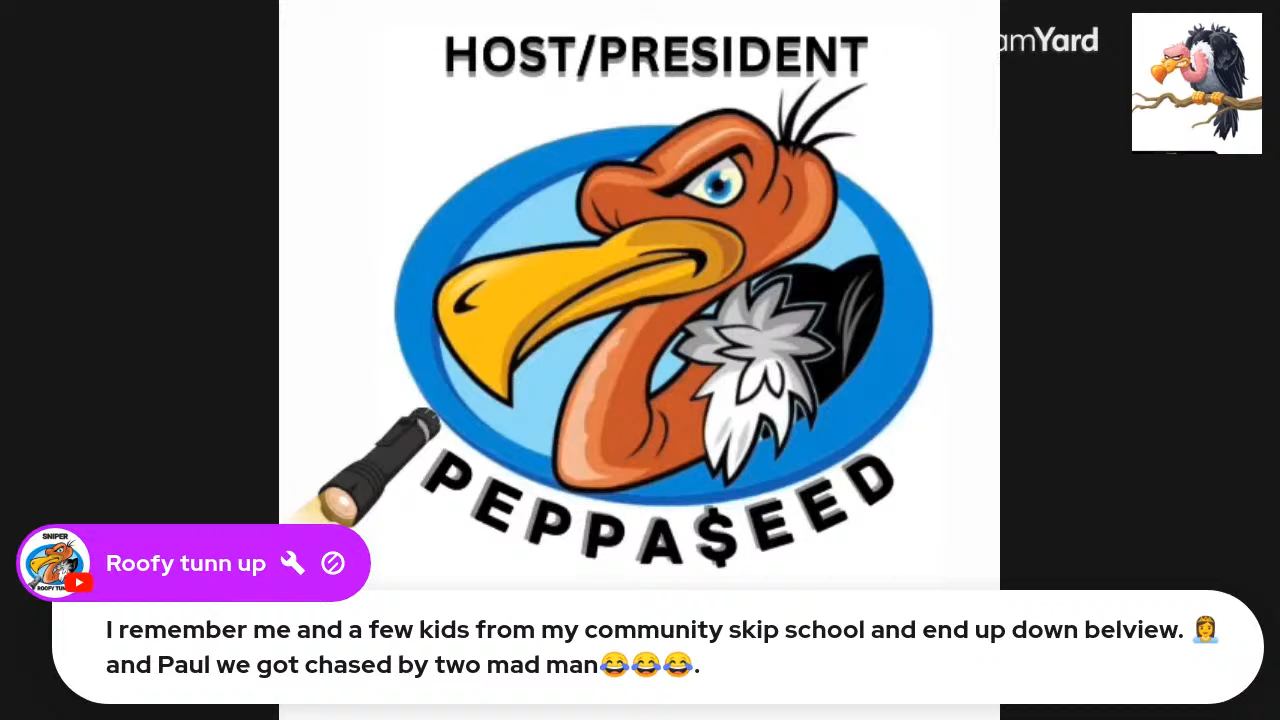 HOST/PRESIDENT
amYard
PEPPA$EED
SNIPER
Roofy tunn up
I remember me and a few kids from my community skip school and end up down belview. 👸
and Paul we got chased by two mad man😂😂😂.